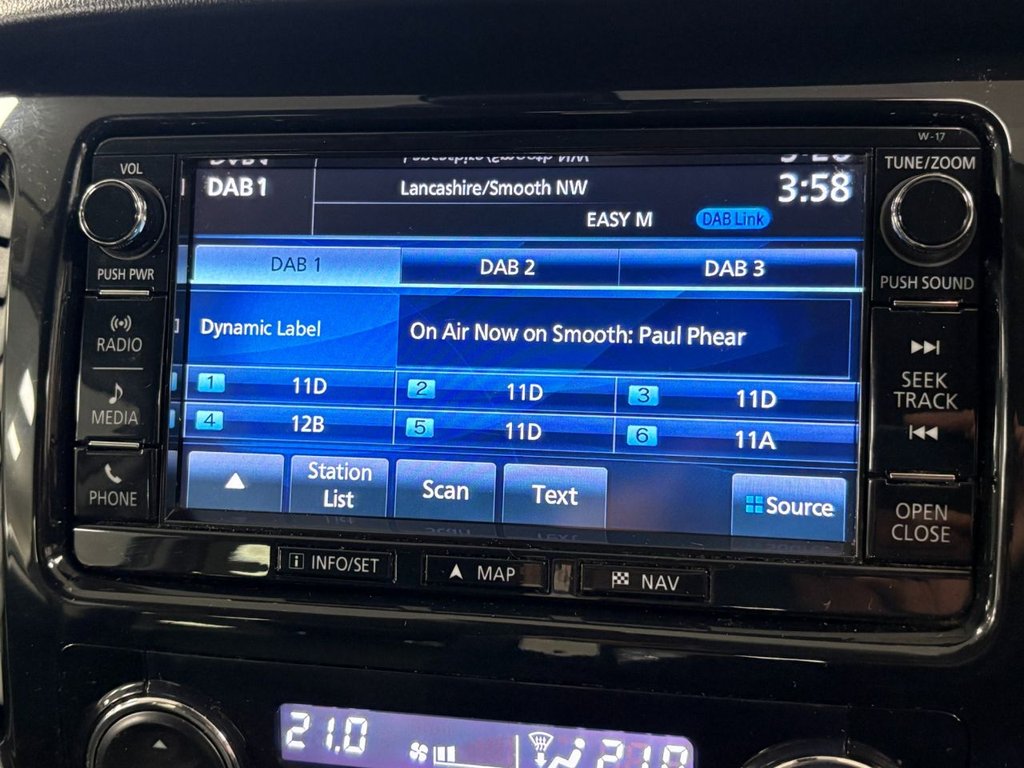 W-17
VOL
TUNE/ZOOM
DAB 1
Lancashire/Smooth NW
3:58
EASY M
DAB Link
PUSH PWR
PUSH SOUND
DAB 1
DAB 2
DAB 3
RADIO
Dynamic Label
On Air Now on Smooth: Paul Phear
SEEK
TRACK
MEDIA
1 11D
2 11D
3 11D
4 12B
5 11D
6 11A
PHONE
Station
List
Scan
Text
Source
OPEN
CLOSE
i INFO/SET
MAP
NAV
21.0
21.0